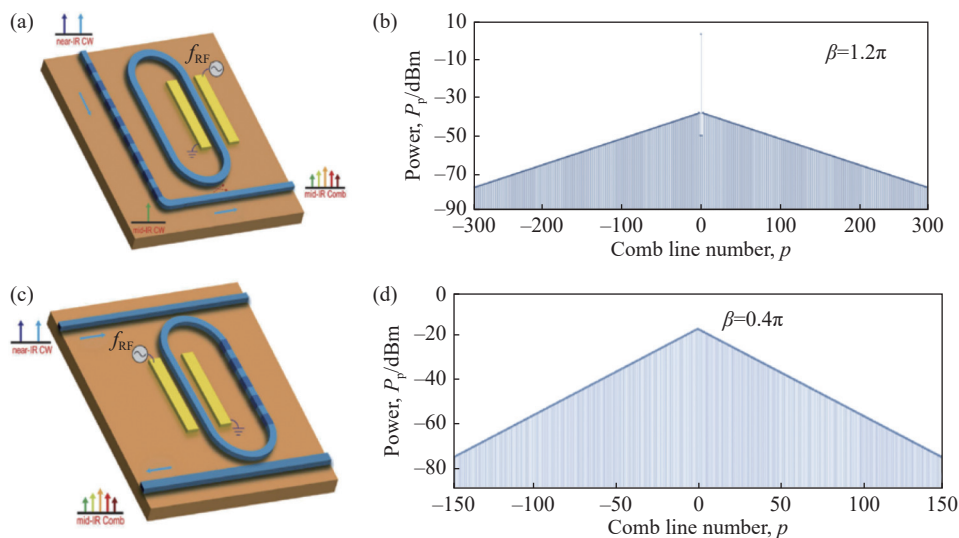 (a)
near-IR CW
fRF
mid-IR CW
mid-IR Comb
(b)
β=1.2π
Power, Pp/dBm
10
−10
−30
−50
−70
−90
−300 −200 −100 0 100 200 300
Comb line number, p
(c)
near-IR CW
fRF
mid-IR Comb
(d)
β=0.4π
Power, Pp/dBm
0
−20
−40
−60
−80
−150 −100 −50 0 50 100 150
Comb line number, p